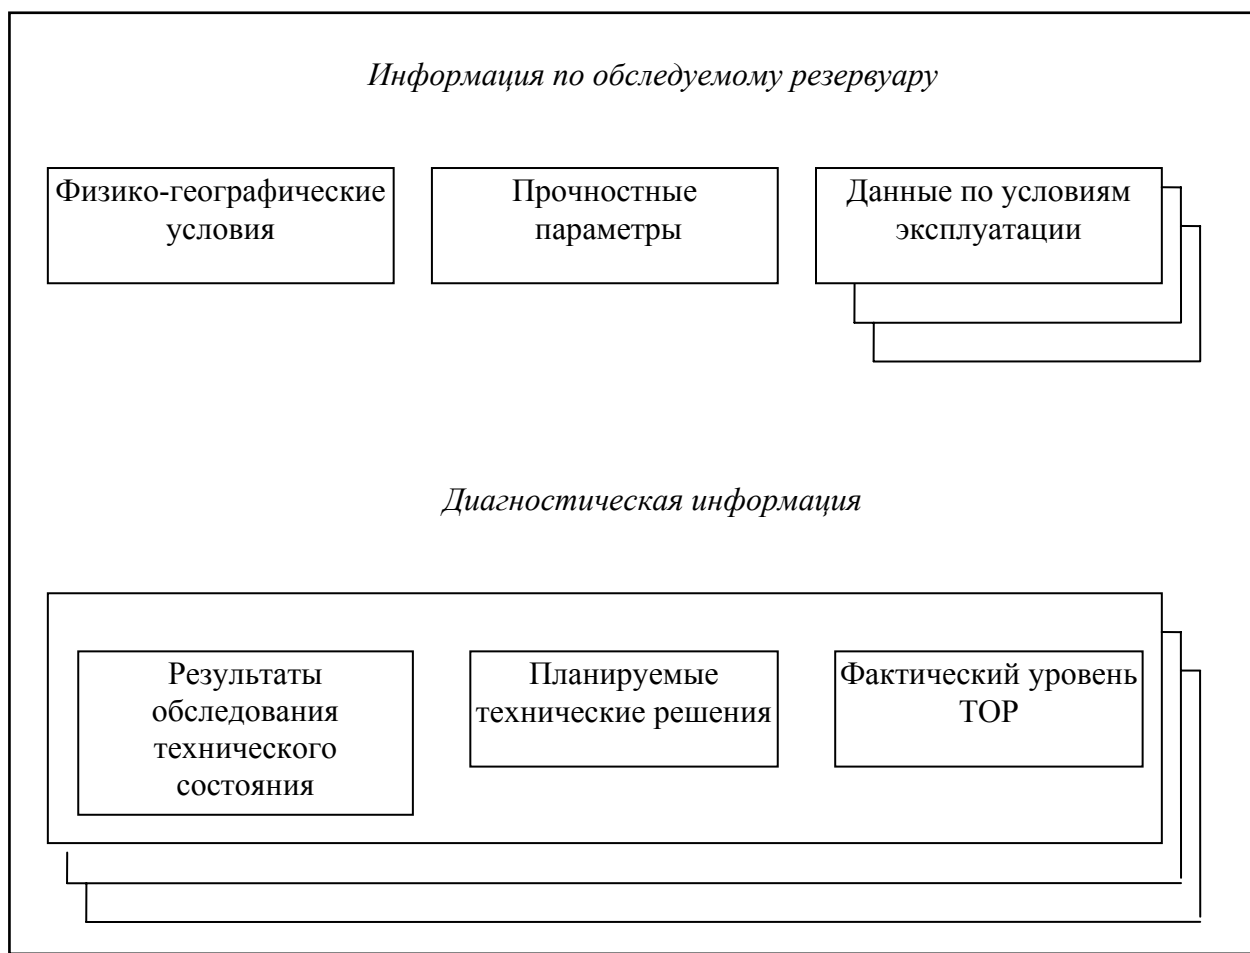 Информация по обследуемому резервуару
Физико-географические
условия
Прочностные
параметры
Данные по условиям
эксплуатации
Диагностическая информация
Результаты
обследования
технического
состояния
Планируемые
технические решения
Фактический уровень
ТОР